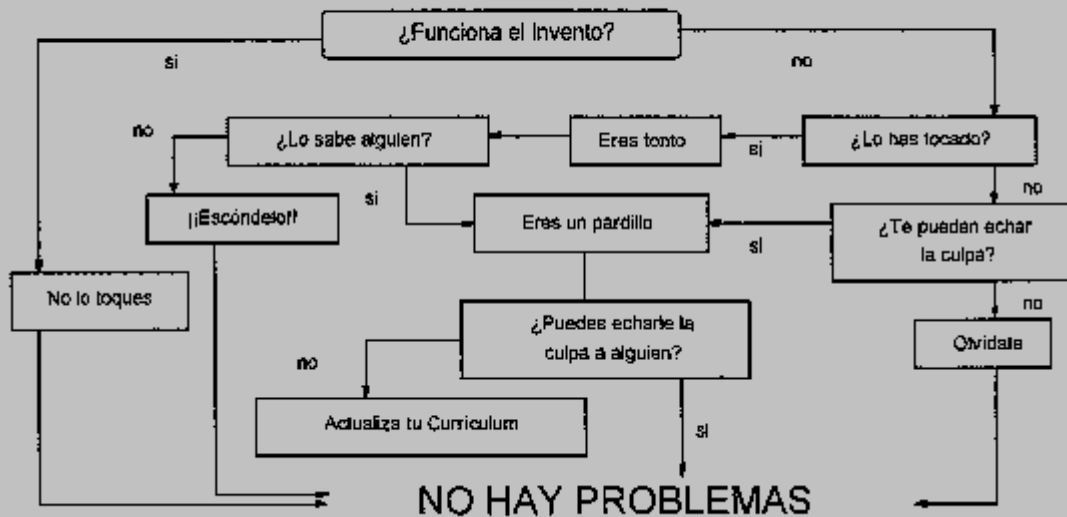 ¿Funciona el Invento?
si
no
no
¿Lo sabe alguien?
Eres tonto
si
¿Lo has tocado?
si
no
¡¡Escóndelo!!
Eres un pardillo
si
¿Te pueden echar
la culpa?
No lo toques
no
¿Puedes echarle la
culpa a alguien?
Olvídate
no
Actualiza tu Curriculum
si
NO HAY PROBLEMAS